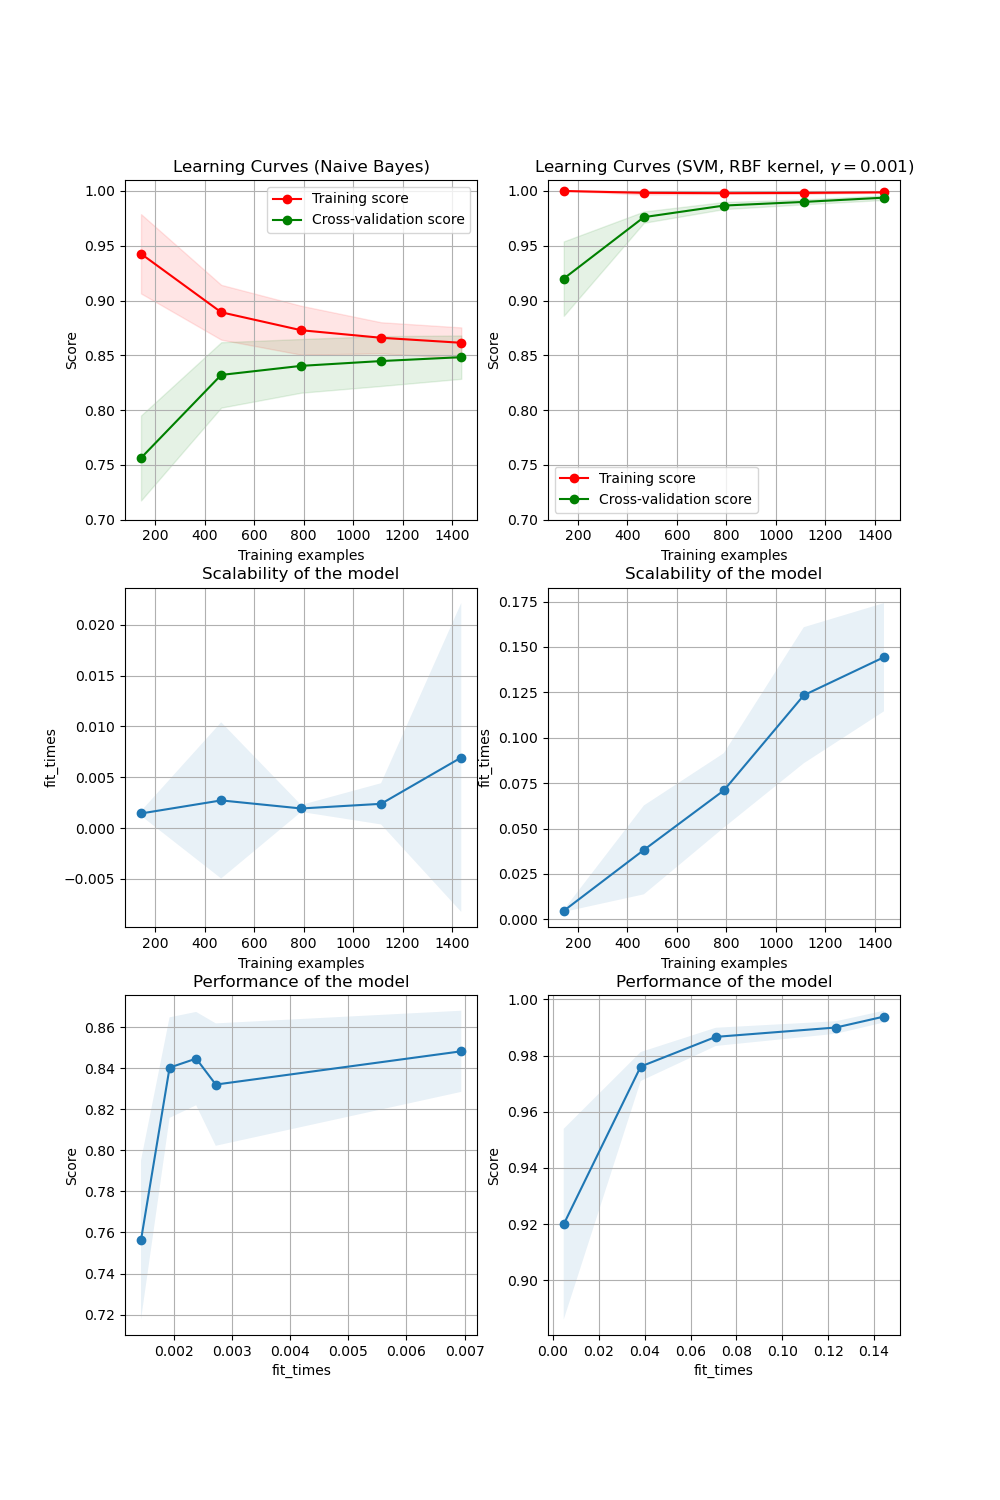 Learning Curves (Naive Bayes)
Score
1.00
0.95
0.90
0.85
0.80
0.75
0.70
Training score
Cross-validation score
200 400 600 800 1000 1200 1400
Training examples
Learning Curves (SVM, RBF kernel, γ = 0.001)
Score
1.00
0.95
0.90
0.85
0.80
0.75
0.70
Training score
Cross-validation score
200 400 600 800 1000 1200 1400
Training examples
Scalability of the model
fit_times
0.020
0.015
0.010
0.005
0.000
−0.005
200 400 600 800 1000 1200 1400
Training examples
Scalability of the model
fit_times
0.175
0.150
0.125
0.100
0.075
0.050
0.025
0.000
200 400 600 800 1000 1200 1400
Training examples
Performance of the model
Score
0.86
0.84
0.82
0.80
0.78
0.76
0.74
0.72
0.002 0.003 0.004 0.005 0.006 0.007
fit_times
Performance of the model
Score
1.00
0.98
0.96
0.94
0.92
0.90
0.00 0.02 0.04 0.06 0.08 0.10 0.12 0.14
fit_times